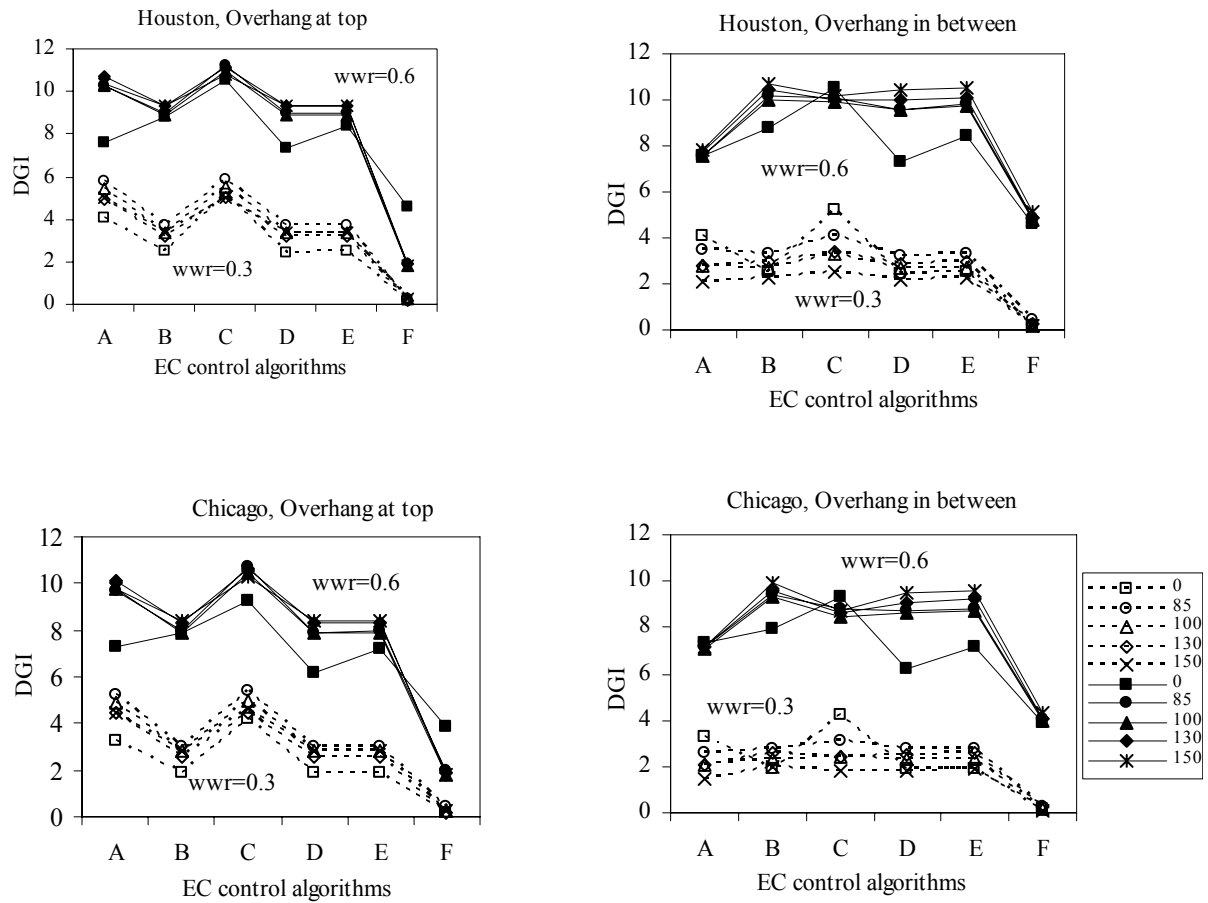 Houston, Overhang at top
12
10
8
6
4
2
0
DGI
wwr=0.6
wwr=0.3
A B C D E F
EC control algorithms
Houston, Overhang in between
12
10
8
6
4
2
0
DGI
wwr=0.6
wwr=0.3
A B C D E F
EC control algorithms
Chicago, Overhang at top
12
10
8
6
4
2
0
DGI
wwr=0.6
wwr=0.3
A B C D E F
EC control algorithms
Chicago, Overhang in between
12
10
8
6
4
2
0
DGI
wwr=0.6
wwr=0.3
A B C D E F
EC control algorithms
0
85
100
130
150
0
85
100
130
150